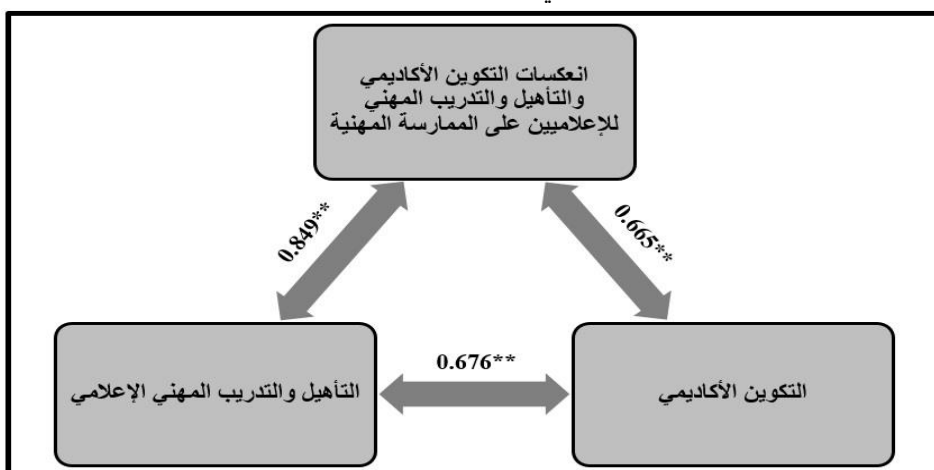 انعكسات التكوين الأكاديمي
والتأهيل والتدريب المهني
للإعلاميين على الممارسة المهنية
0.665**
0.849**
0.676**
التكوين الأكاديمي
التأهيل والتدريب المهني الإعلامي